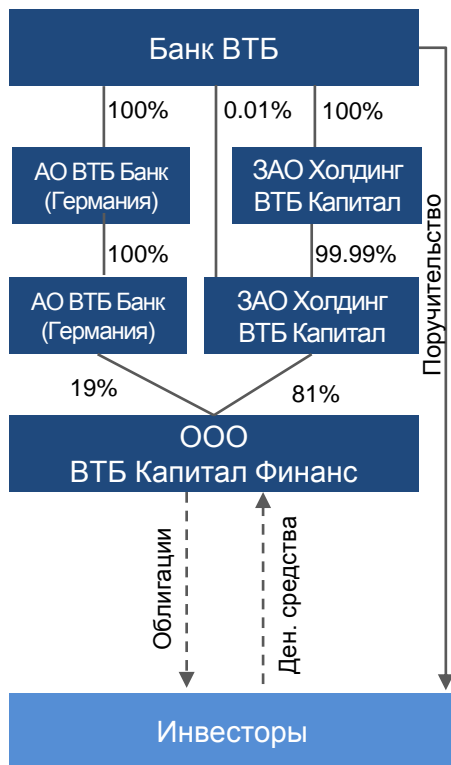 Банк ВТБ
100%
0.01%
100%
АО ВТБ Банк
(Германия)
ЗАО Холдинг
ВТБ Капитал
100%
99.99%
АО ВТБ Банк
(Германия)
ЗАО Холдинг
ВТБ Капитал
Поручительство
19%
81%
ООО
ВТБ Капитал Финанс
Облигации
Ден. средства
Инвесторы